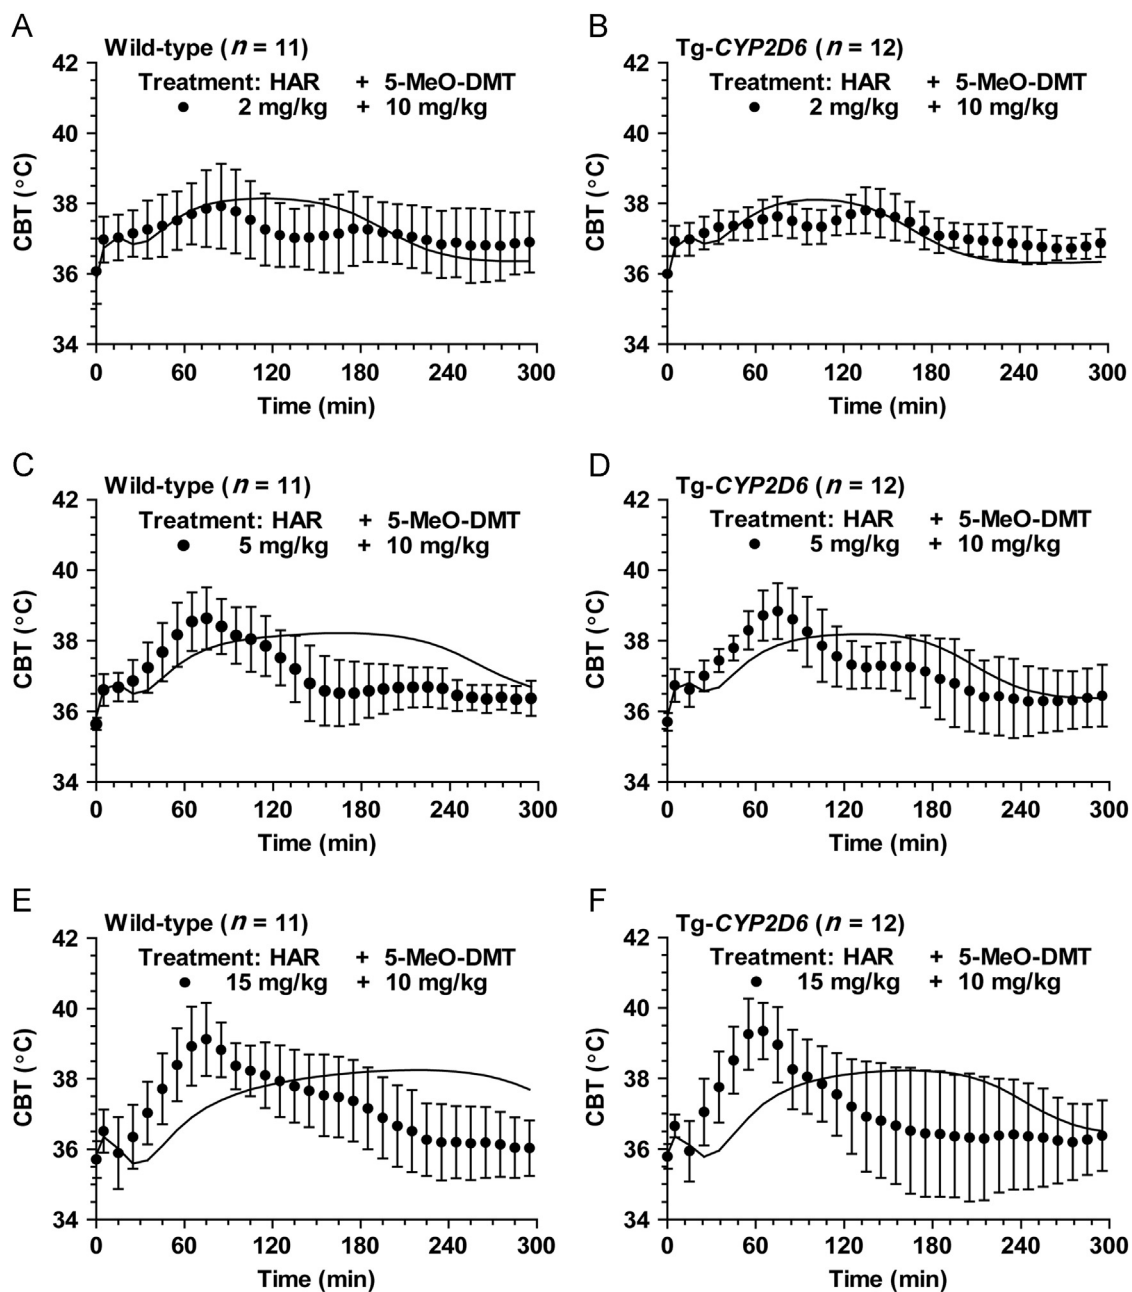 A
Wild-type (n = 11)
Treatment: HAR + 5-MeO-DMT
● 2 mg/kg + 10 mg/kg
CBT (°C)
42
40
38
36
34
0 60 120 180 240 300
Time (min)
B
Tg-CYP2D6 (n = 12)
Treatment: HAR + 5-MeO-DMT
● 2 mg/kg + 10 mg/kg
CBT (°C)
42
40
38
36
34
0 60 120 180 240 300
Time (min)
C
Wild-type (n = 11)
Treatment: HAR + 5-MeO-DMT
● 5 mg/kg + 10 mg/kg
CBT (°C)
42
40
38
36
34
0 60 120 180 240 300
Time (min)
D
Tg-CYP2D6 (n = 12)
Treatment: HAR + 5-MeO-DMT
● 5 mg/kg + 10 mg/kg
CBT (°C)
42
40
38
36
34
0 60 120 180 240 300
Time (min)
E
Wild-type (n = 11)
Treatment: HAR + 5-MeO-DMT
● 15 mg/kg + 10 mg/kg
CBT (°C)
42
40
38
36
34
0 60 120 180 240 300
Time (min)
F
Tg-CYP2D6 (n = 12)
Treatment: HAR + 5-MeO-DMT
● 15 mg/kg + 10 mg/kg
CBT (°C)
42
40
38
36
34
0 60 120 180 240 300
Time (min)